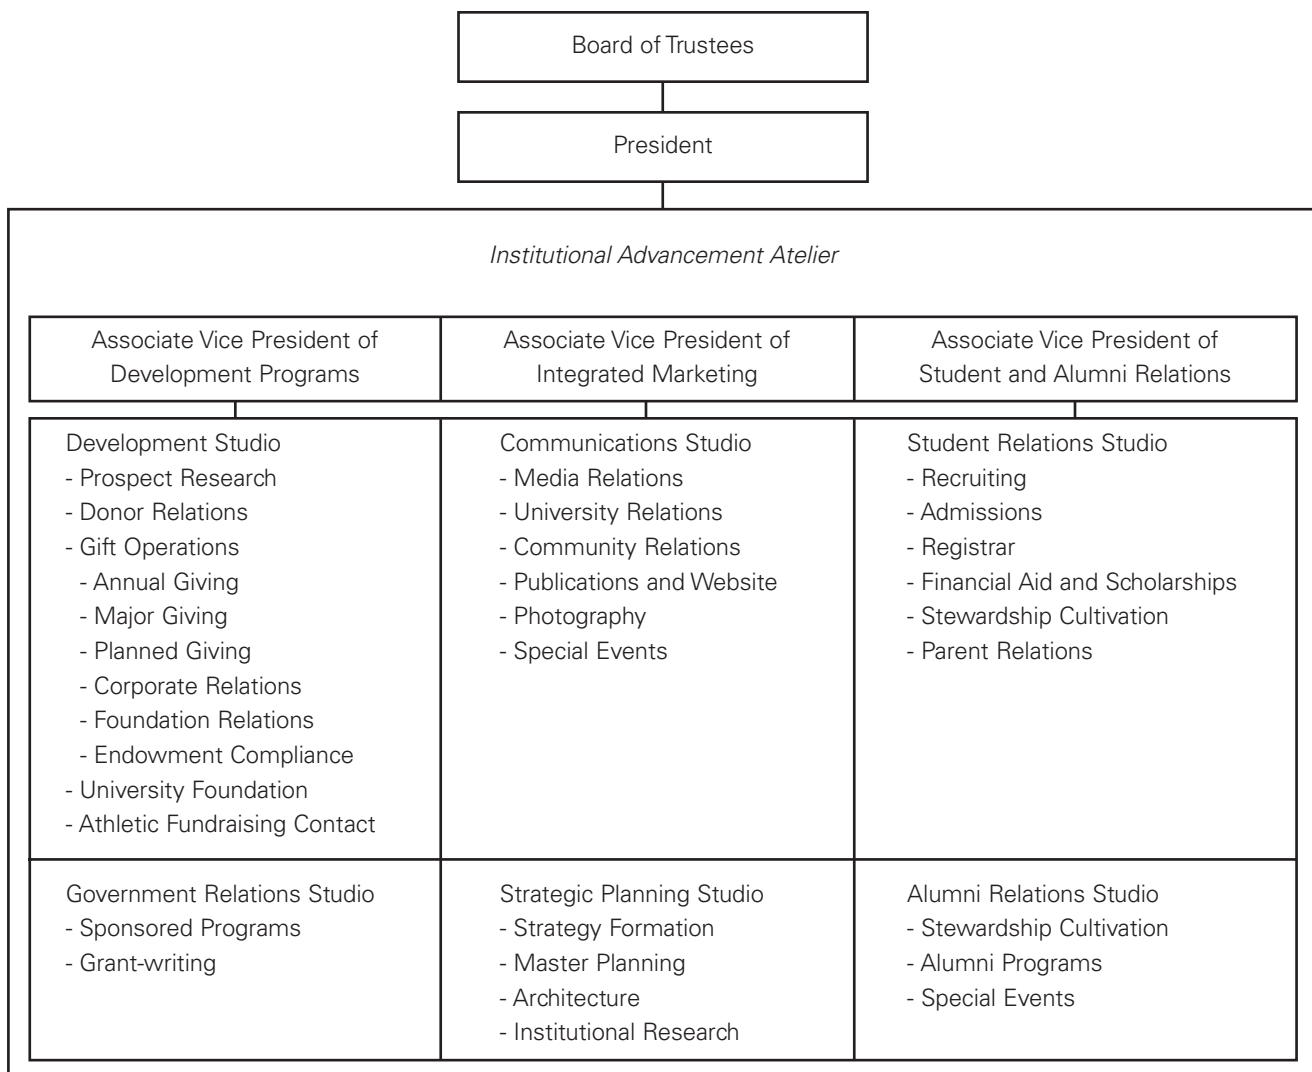 Board of Trustees
President
Institutional Advancement Atelier
Associate Vice President of
Development Programs
Associate Vice President of
Integrated Marketing
Associate Vice President of
Student and Alumni Relations
Development Studio
- Prospect Research
- Donor Relations
- Gift Operations
- Annual Giving
- Major Giving
- Planned Giving
- Corporate Relations
- Foundation Relations
- Endowment Compliance
- University Foundation
- Athletic Fundraising Contact
Communications Studio
- Media Relations
- University Relations
- Community Relations
- Publications and Website
- Photography
- Special Events
Student Relations Studio
- Recruiting
- Admissions
- Registrar
- Financial Aid and Scholarships
- Stewardship Cultivation
- Parent Relations
Government Relations Studio
- Sponsored Programs
- Grant-writing
Strategic Planning Studio
- Strategy Formation
- Master Planning
- Architecture
- Institutional Research
Alumni Relations Studio
- Stewardship Cultivation
- Alumni Programs
- Special Events